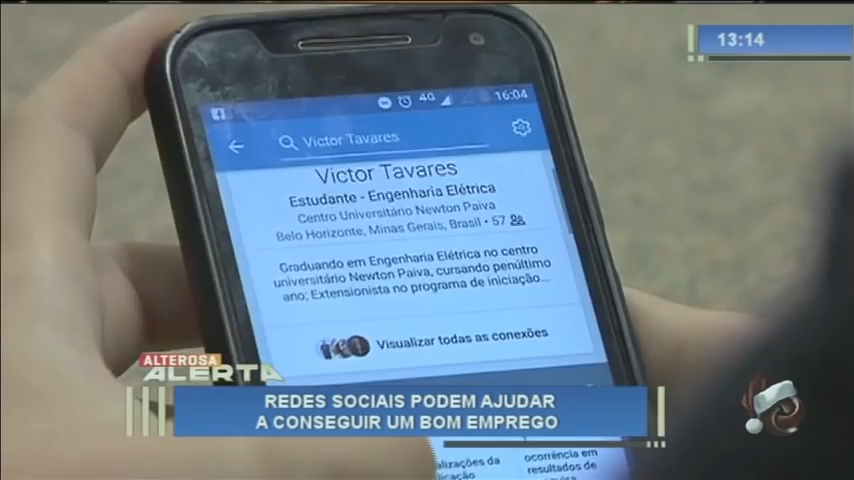 13:14
4G 16:04
Victor Tavares
Victor Tavares
Estudante - Engenharia Elétrica
Centro Universitário Newton Paiva
Belo Horizonte, Minas Gerais, Brasil • 57
Graduando em Engenharia Elétrica no centro
universitário Newton Paiva, cursando penúltimo
ano; Extensionista no programa de iniciação...
Visualizar todas as conexões
ALTEROSA
ALERTA
REDES SOCIAIS PODEM AJUDAR
A CONSEGUIR UM BOM EMPREGO
ocorrência em
resultados de